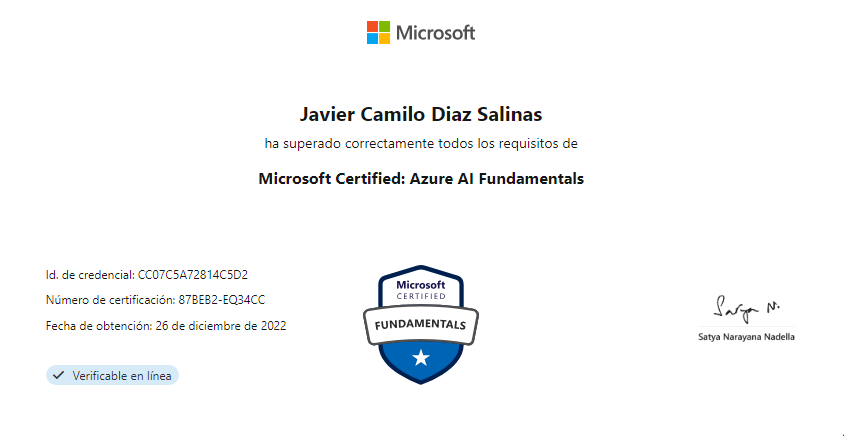 Microsoft
Javier Camilo Diaz Salinas
ha superado correctamente todos los requisitos de
Microsoft Certified: Azure AI Fundamentals
Id. de credencial: CC07C5A72814C5D2
Número de certificación: 87BEB2-EQ34CC
Fecha de obtención: 26 de diciembre de 2022
Verificable en línea
Microsoft
CERTIFIED
FUNDAMENTALS
Satya N.
Satya Narayana Nadella